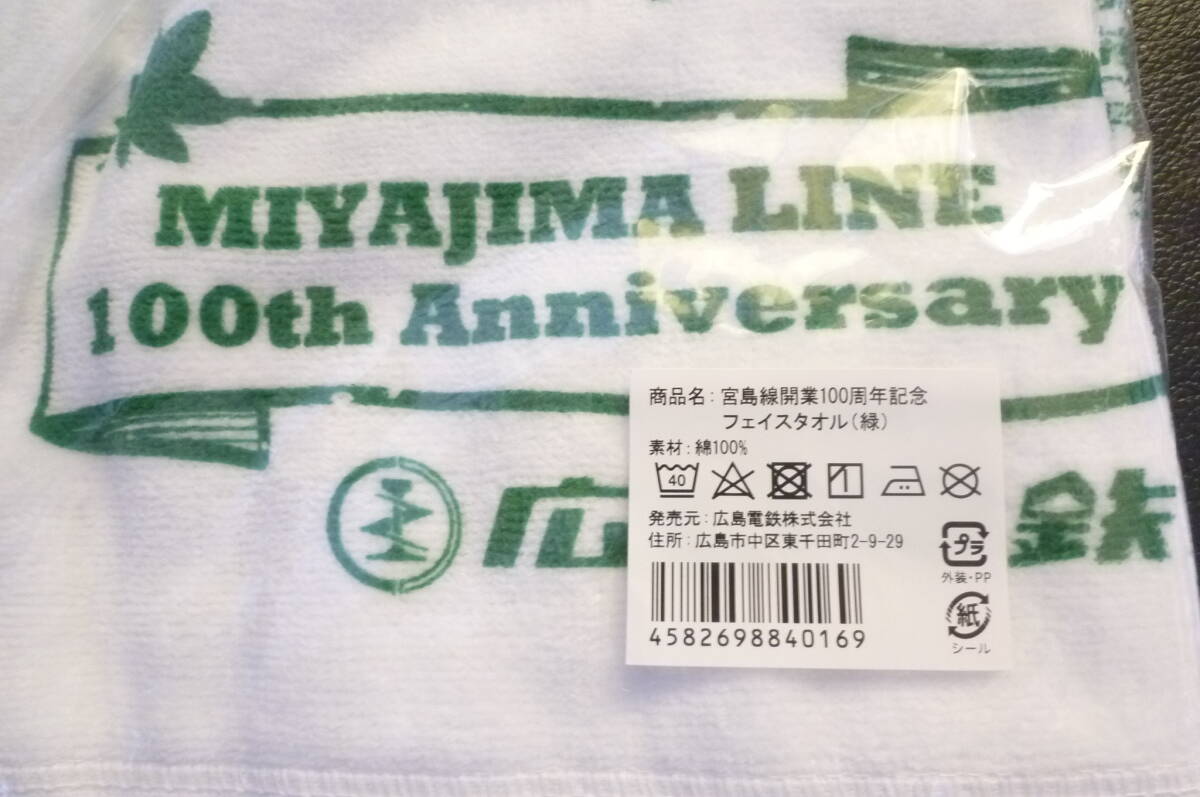 MIYAJIMA LINE
100th Anniversary
広 鉄
商品名：宮島線開業100周年記念
フェイスタオル（緑）
素材：綿100%
40
発売元：広島電鉄株式会社
住所：広島市中区東千田町2-9-29
プラ
外装・PP
4582698840169
紙
シール